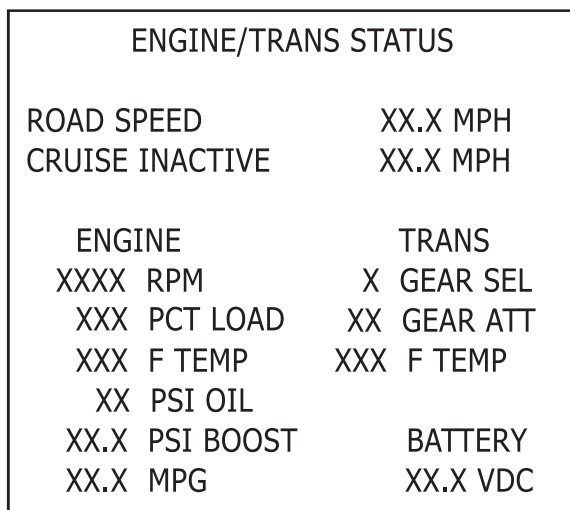 ENGINE/TRANS STATUS
ROAD SPEED XX.X MPH
CRUISE INACTIVE XX.X MPH
ENGINE TRANS
XXXX RPM X GEAR SEL
XXX PCT LOAD XX GEAR ATT
XXX F TEMP XXX F TEMP
XX PSI OIL
XX.X PSI BOOST BATTERY
XX.X MPG XX.X VDC